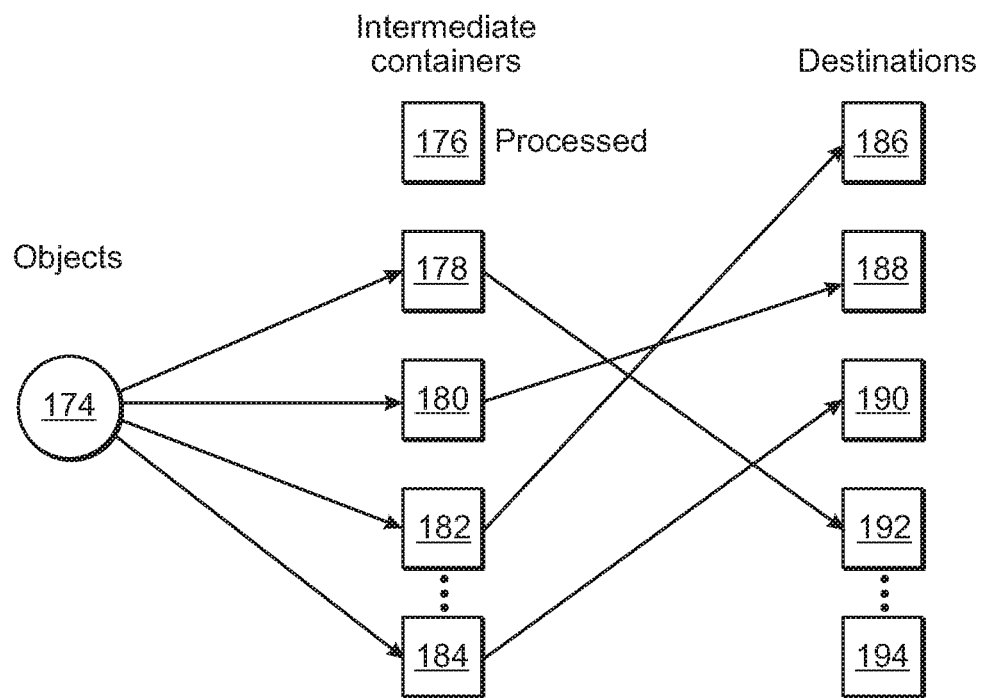 Intermediate
containers
Destinations
176 Processed
186
Objects
178
188
174
180
190
182
192
184
194